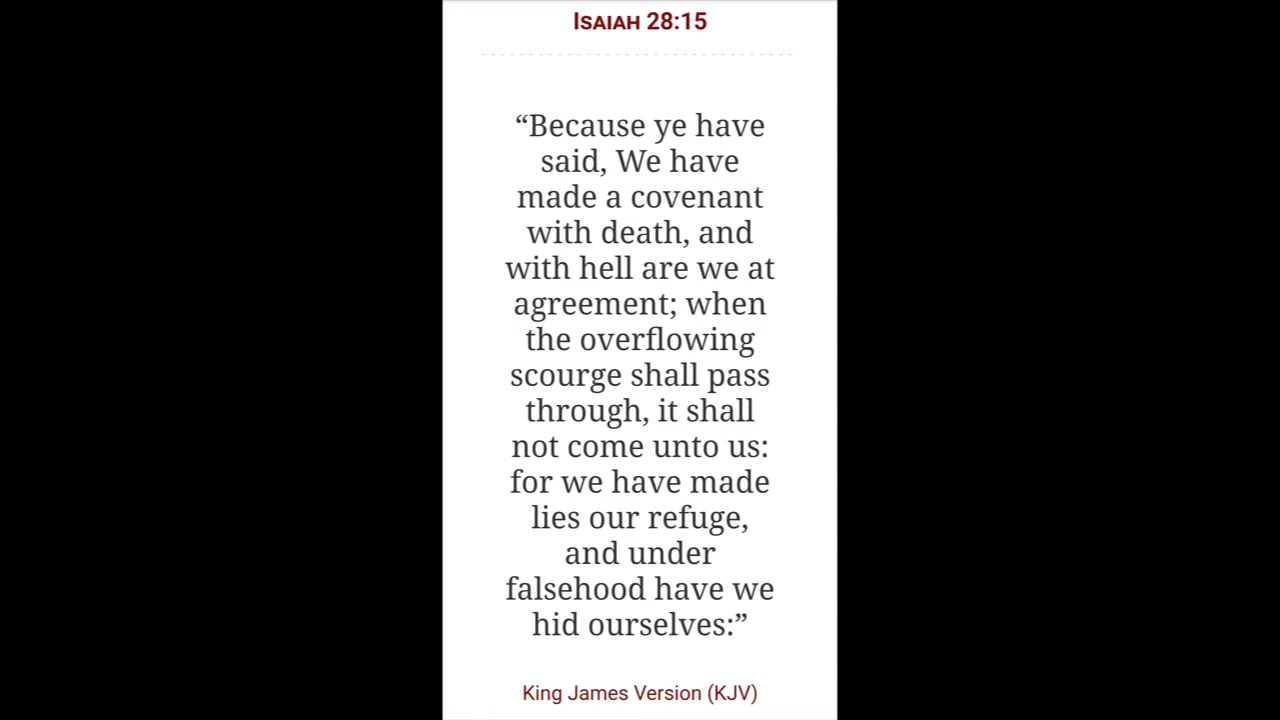 Isaiah 28:15
“Because ye have
said, We have
made a covenant
with death, and
with hell are we at
agreement; when
the overflowing
scourge shall pass
through, it shall
not come unto us:
for we have made
lies our refuge,
and under
falsehood have we
hid ourselves:”
King James Version (KJV)